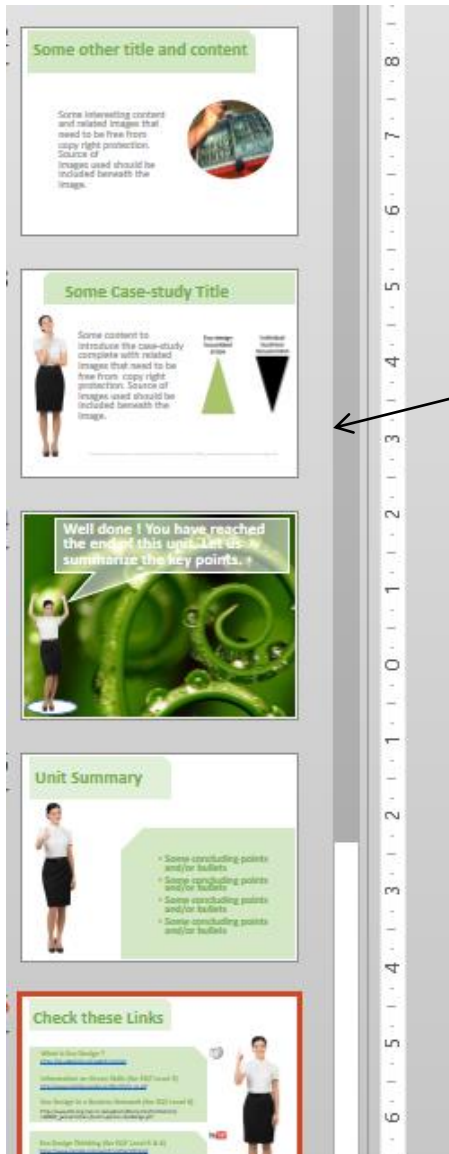 Some other title and content
Some interesting content
and related images that
need to be free from
copy right protection.
Source of
Images used should be
included beneath the
image.
Some Case-study Title
Some content to
introduce the case-study
complete with related
images that need to be
free from copy right
protection. Source of
images used should be
included beneath the
image.
Well done ! You have reached
the end of this unit. Let us
summarize the key points.
Unit Summary
• Some concluding points
and/or bullets
• Some concluding points
and/or bullets
• Some concluding points
and/or bullets
• Some concluding points
and/or bullets
Check these Links
What is Eco Design ?
8
7
6
5
4
3
2
1
0
1
2
3
4
5
6